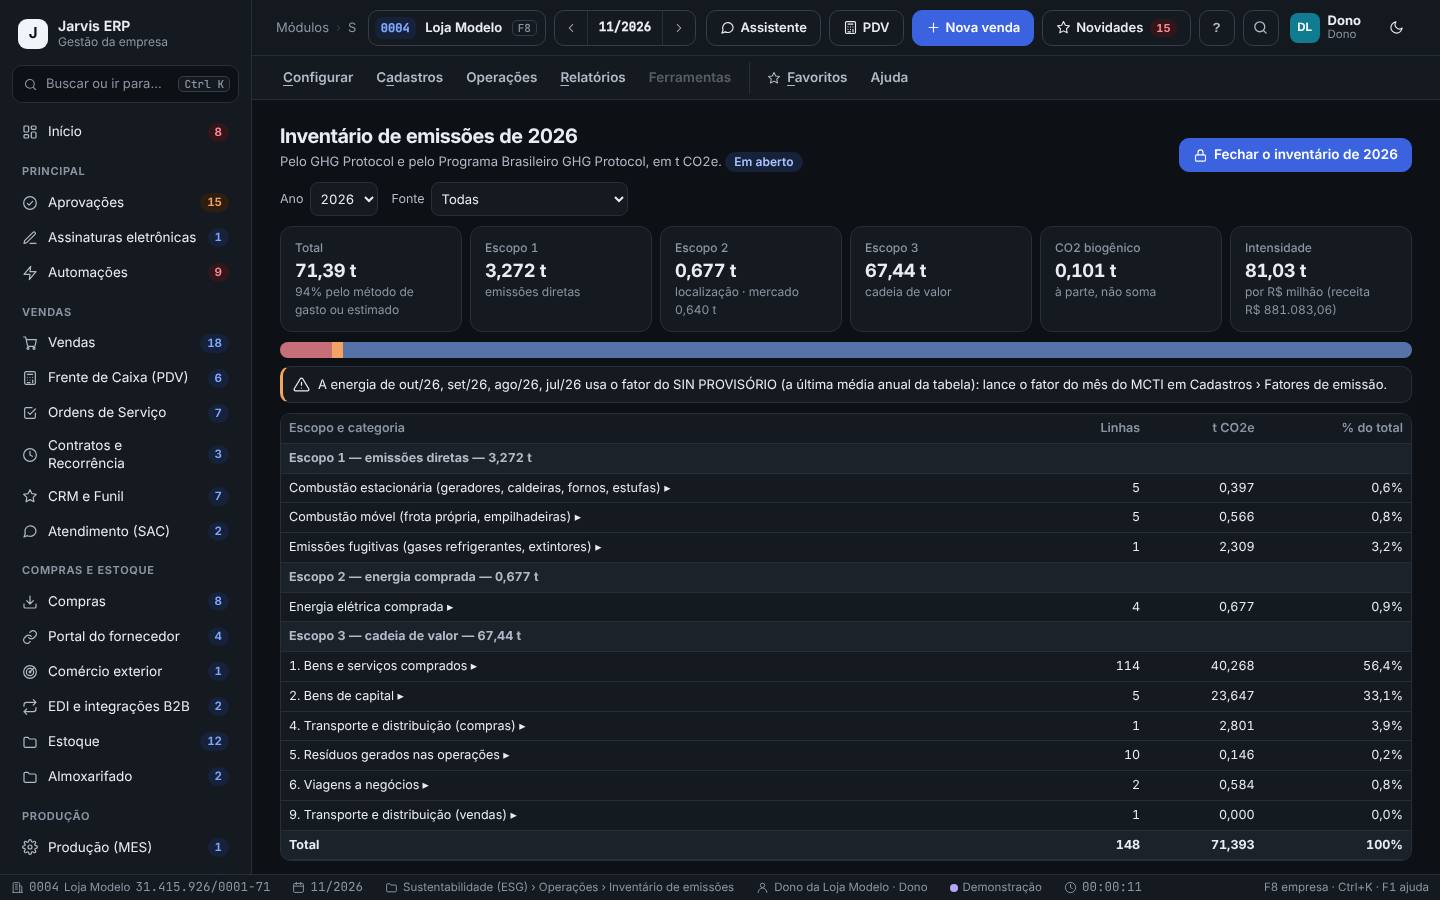 J
Jarvis ERP
Gestão da empresa
Buscar ou ir para... Ctrl K
Início 8
PRINCIPAL
Aprovações 15
Assinaturas eletrônicas 1
Automações 9
VENDAS
Vendas 18
Frente de Caixa (PDV) 6
Ordens de Serviço 7
Contratos e
Recorrência 3
CRM e Funil 7
Atendimento (SAC) 2
COMPRAS E ESTOQUE
Compras 8
Portal do fornecedor 4
Comércio exterior 1
EDI e integrações B2B 2
Estoque 12
Almoxarifado 2
PRODUÇÃO
Produção (MES) 1
Módulos › S 0004 Loja Modelo F8 ‹ 11/2026 › Assistente PDV + Nova venda Novidades 15 ? DL Dono
Dono
Configurar Cadastros Operações Relatórios Ferramentas Favoritos Ajuda
Inventário de emissões de 2026
Pelo GHG Protocol e pelo Programa Brasileiro GHG Protocol, em t CO2e. Em aberto
Fechar o inventário de 2026
Ano 2026 Fonte Todas
Total
71,39 t
94% pelo método de
gasto ou estimado
Escopo 1
3,272 t
emissões diretas
Escopo 2
0,677 t
localização · mercado
0,640 t
Escopo 3
67,44 t
cadeia de valor
CO2 biogênico
0,101 t
à parte, não soma
Intensidade
81,03 t
por R$ milhão (receita
R$ 881.083,06)
A energia de out/26, set/26, ago/26, jul/26 usa o fator do SIN PROVISÓRIO (a última média anual da tabela): lance o fator do mês do MCTI em Cadastros › Fatores de emissão.
Escopo e categoria Linhas t CO2e % do total
Escopo 1 — emissões diretas — 3,272 t
Combustão estacionária (geradores, caldeiras, fornos, estufas) ▸ 5 0,397 0,6%
Combustão móvel (frota própria, empilhadeiras) ▸ 5 0,566 0,8%
Emissões fugitivas (gases refrigerantes, extintores) ▸ 1 2,309 3,2%
Escopo 2 — energia comprada — 0,677 t
Energia elétrica comprada ▸ 4 0,677 0,9%
Escopo 3 — cadeia de valor — 67,44 t
1. Bens e serviços comprados ▸ 114 40,268 56,4%
2. Bens de capital ▸ 5 23,647 33,1%
4. Transporte e distribuição (compras) ▸ 1 2,801 3,9%
5. Resíduos gerados nas operações ▸ 10 0,146 0,2%
6. Viagens a negócios ▸ 2 0,584 0,8%
9. Transporte e distribuição (vendas) ▸ 1 0,000 0,0%
Total 148 71,393 100%
0004 Loja Modelo 31.415.926/0001-71 11/2026 Sustentabilidade (ESG) › Operações › Inventário de emissões Dono da Loja Modelo · Dono Demonstração 00:00:11 F8 empresa · Ctrl+K · F1 ajuda